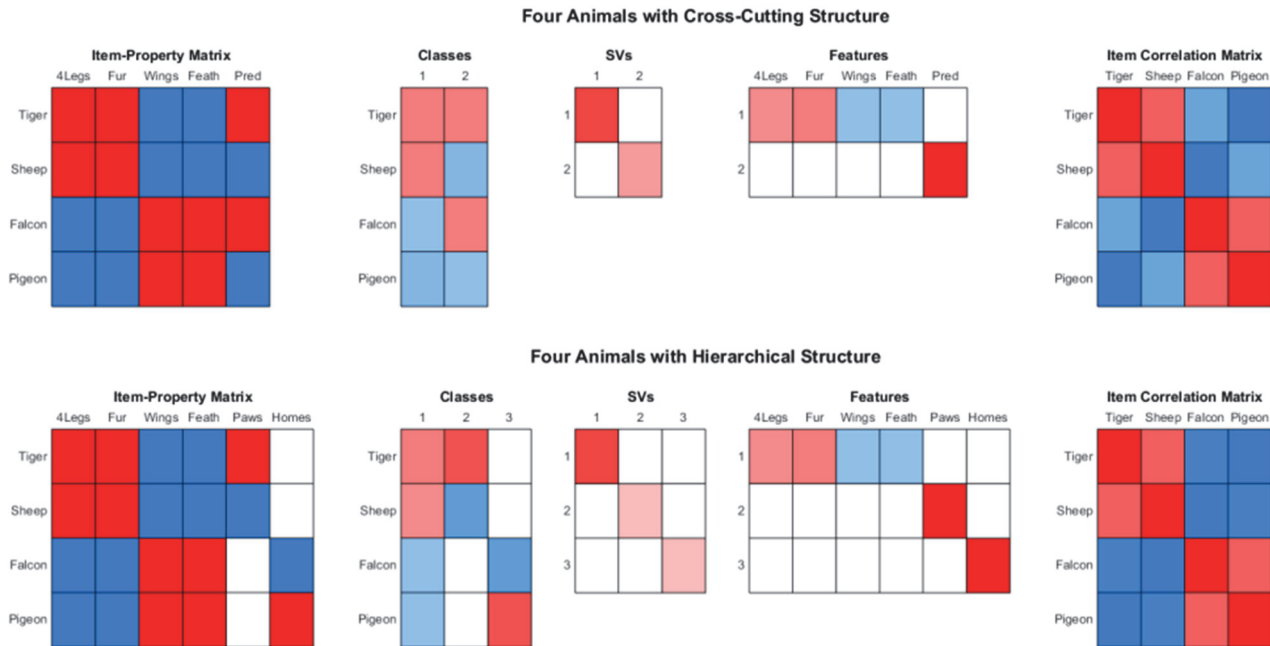 Four Animals with Cross-Cutting Structure
Item-Property Matrix
4Legs Fur Wings Feath Pred
Tiger
Sheep
Falcon
Pigeon
Classes
1 2
Tiger
Sheep
Falcon
Pigeon
SVs
1 2
1
2
Features
4Legs Fur Wings Feath Pred
1
2
Item Correlation Matrix
Tiger Sheep Falcon Pigeon
Tiger
Sheep
Falcon
Pigeon
Four Animals with Hierarchical Structure
Item-Property Matrix
4Legs Fur Wings Feath Paws Homes
Tiger
Sheep
Falcon
Pigeon
Classes
1 2 3
Tiger
Sheep
Falcon
Pigeon
SVs
1 2 3
1
2
3
Features
4Legs Fur Wings Feath Paws Homes
1
2
3
Item Correlation Matrix
Tiger Sheep Falcon Pigeon
Tiger
Sheep
Falcon
Pigeon